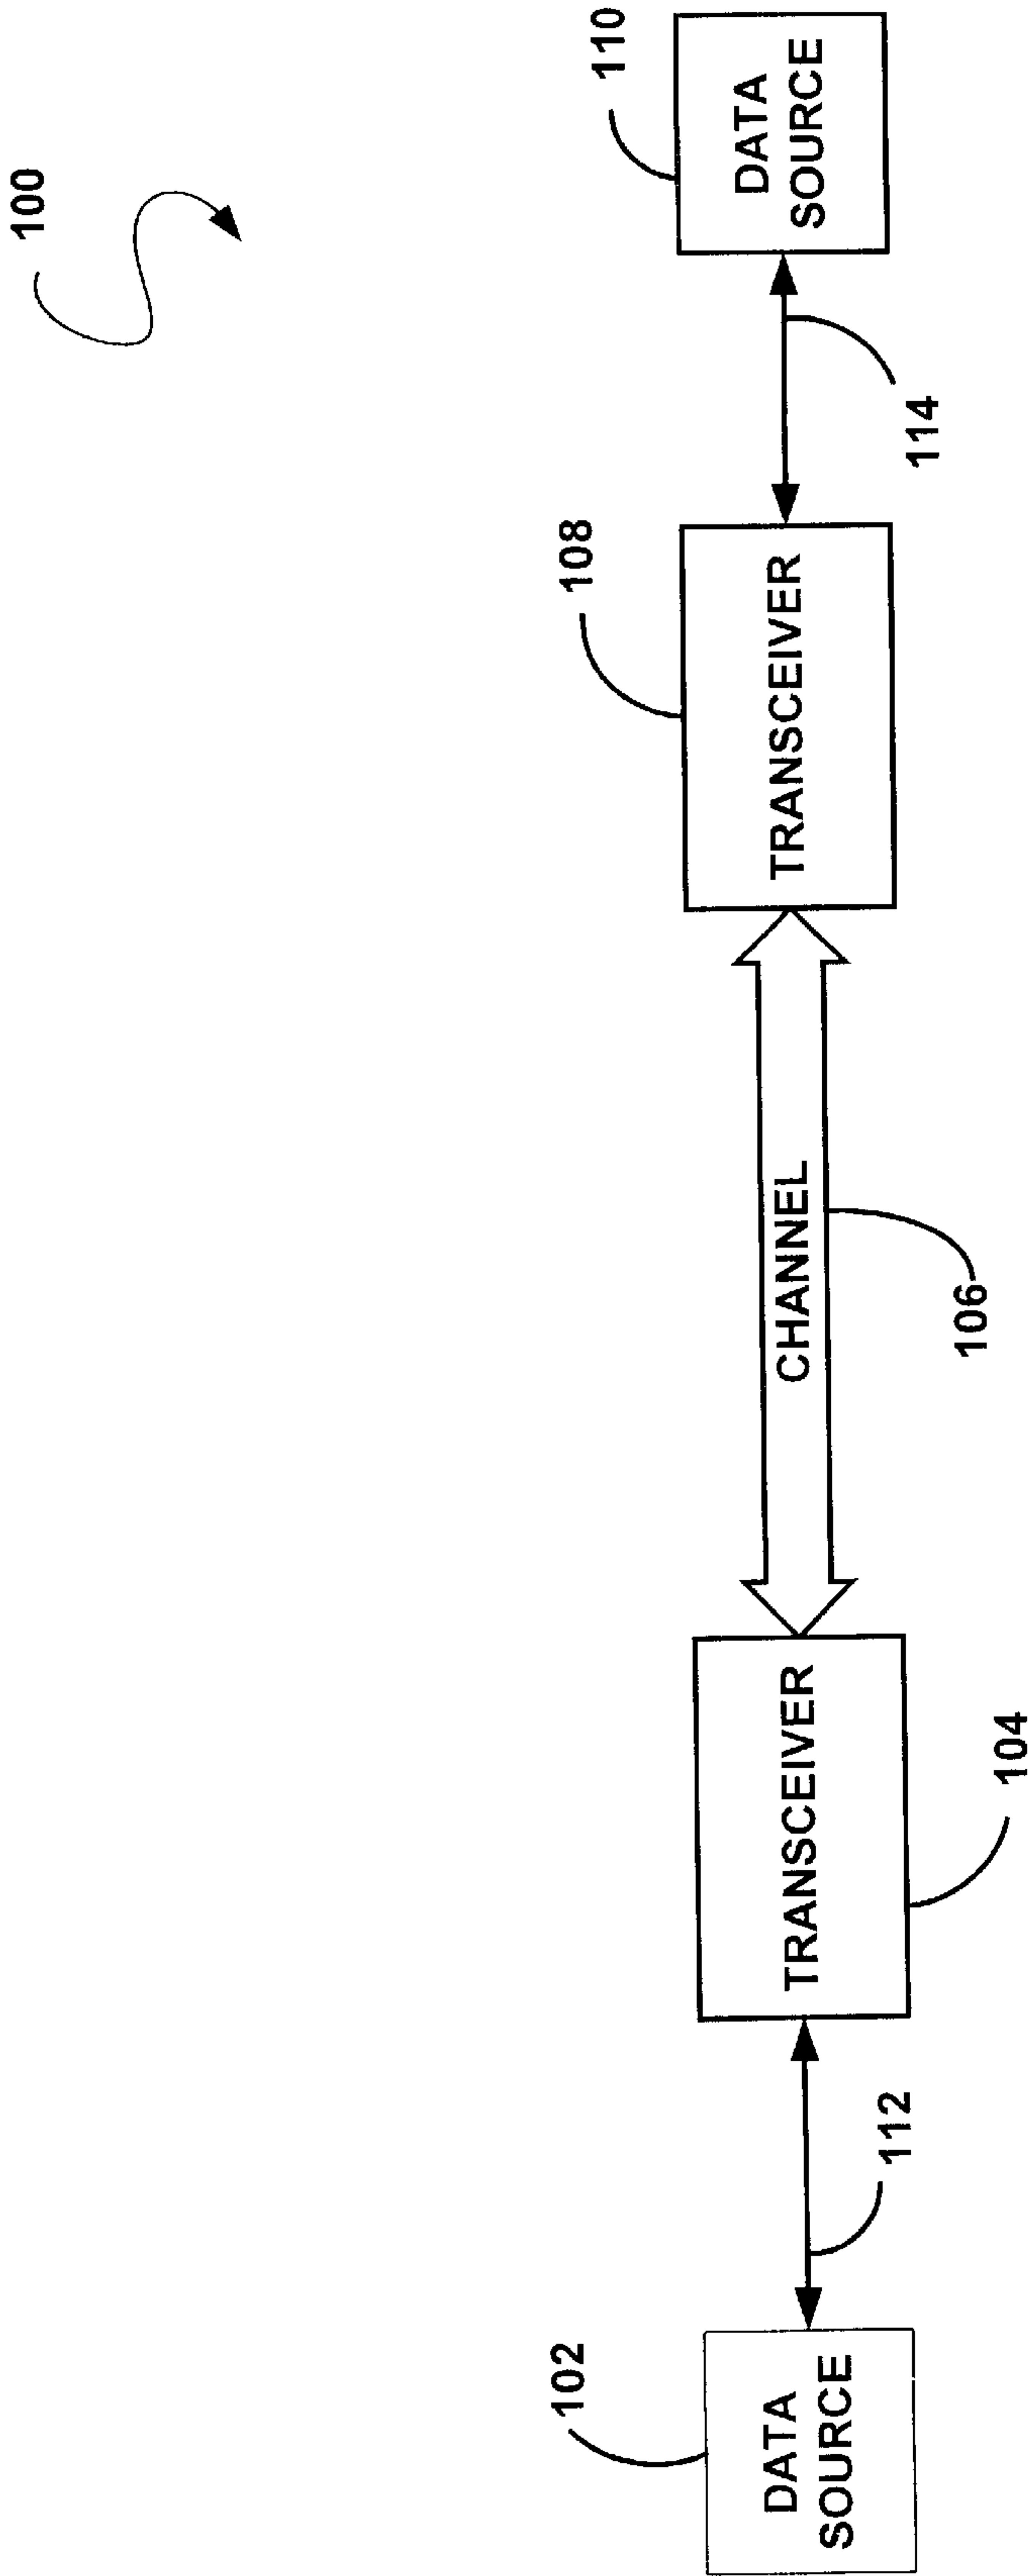 100
102
DATA
SOURCE
112
TRANSCEIVER
104
CHANNEL
106
108
TRANSCEIVER
114
110
DATA
SOURCE